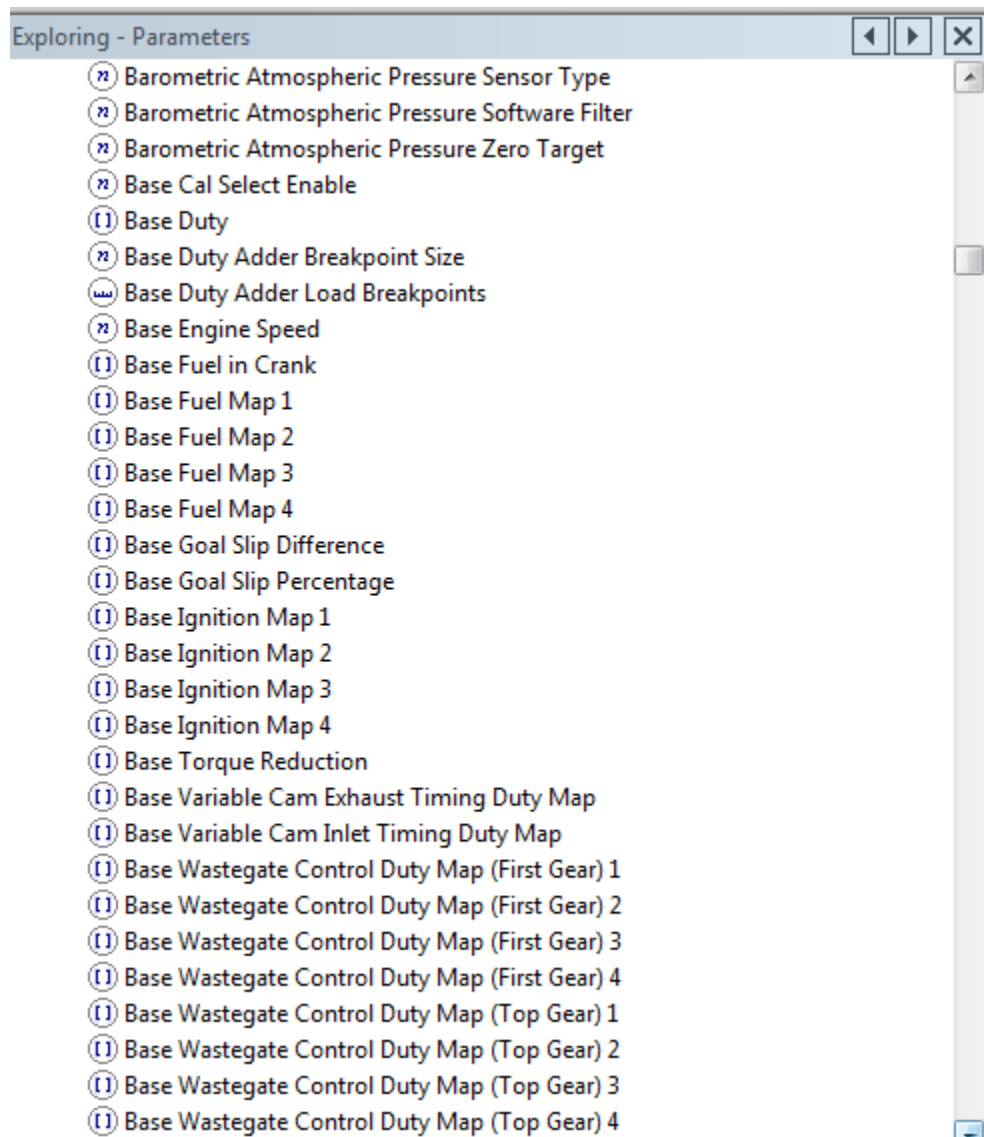 Exploring - Parameters
Barometric Atmospheric Pressure Sensor Type
Barometric Atmospheric Pressure Software Filter
Barometric Atmospheric Pressure Zero Target
Base Cal Select Enable
Base Duty
Base Duty Adder Breakpoint Size
Base Duty Adder Load Breakpoints
Base Engine Speed
Base Fuel in Crank
Base Fuel Map 1
Base Fuel Map 2
Base Fuel Map 3
Base Fuel Map 4
Base Goal Slip Difference
Base Goal Slip Percentage
Base Ignition Map 1
Base Ignition Map 2
Base Ignition Map 3
Base Ignition Map 4
Base Torque Reduction
Base Variable Cam Exhaust Timing Duty Map
Base Variable Cam Inlet Timing Duty Map
Base Wastegate Control Duty Map (First Gear) 1
Base Wastegate Control Duty Map (First Gear) 2
Base Wastegate Control Duty Map (First Gear) 3
Base Wastegate Control Duty Map (First Gear) 4
Base Wastegate Control Duty Map (Top Gear) 1
Base Wastegate Control Duty Map (Top Gear) 2
Base Wastegate Control Duty Map (Top Gear) 3
Base Wastegate Control Duty Map (Top Gear) 4